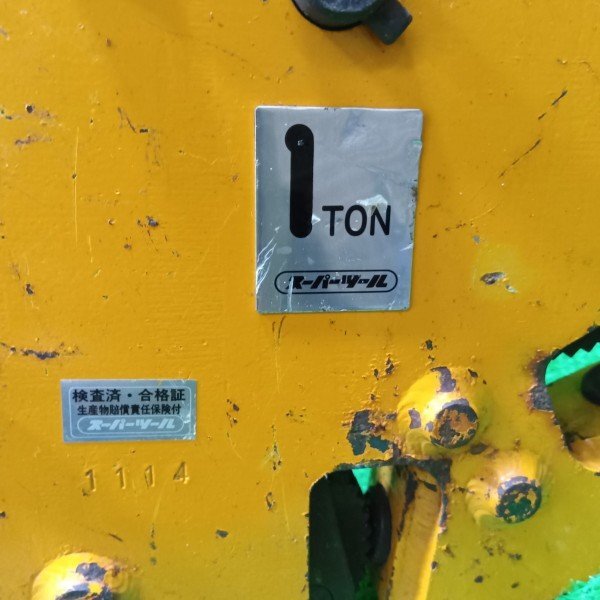 1 TON
スーパーツール
検査済・合格証
生産物賠償責任保険付
スーパーツール
1114